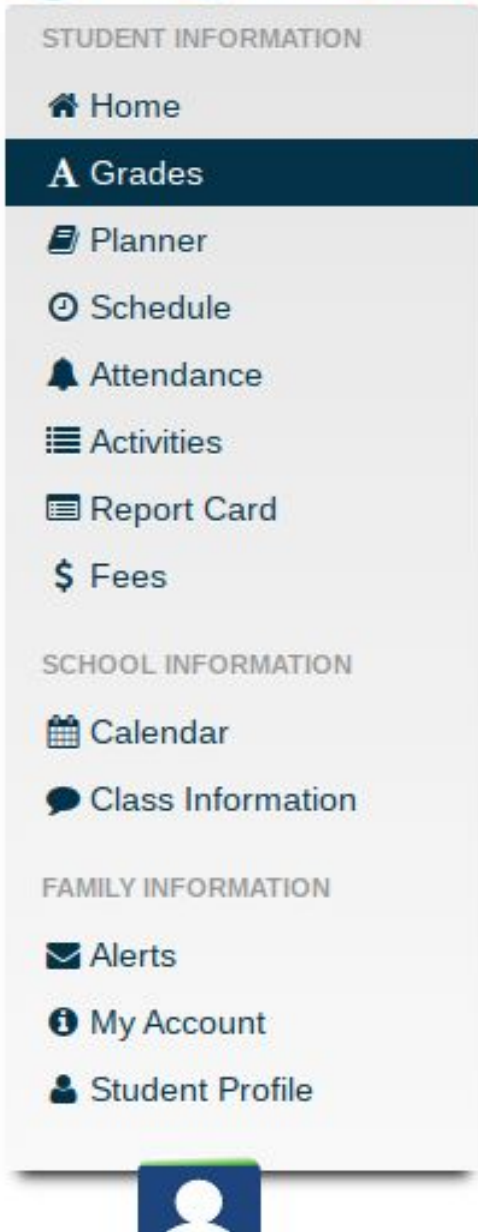 STUDENT INFORMATION
Home
Grades
Planner
Schedule
Attendance
Activities
Report Card
Fees
SCHOOL INFORMATION
Calendar
Class Information
FAMILY INFORMATION
Alerts
My Account
Student Profile